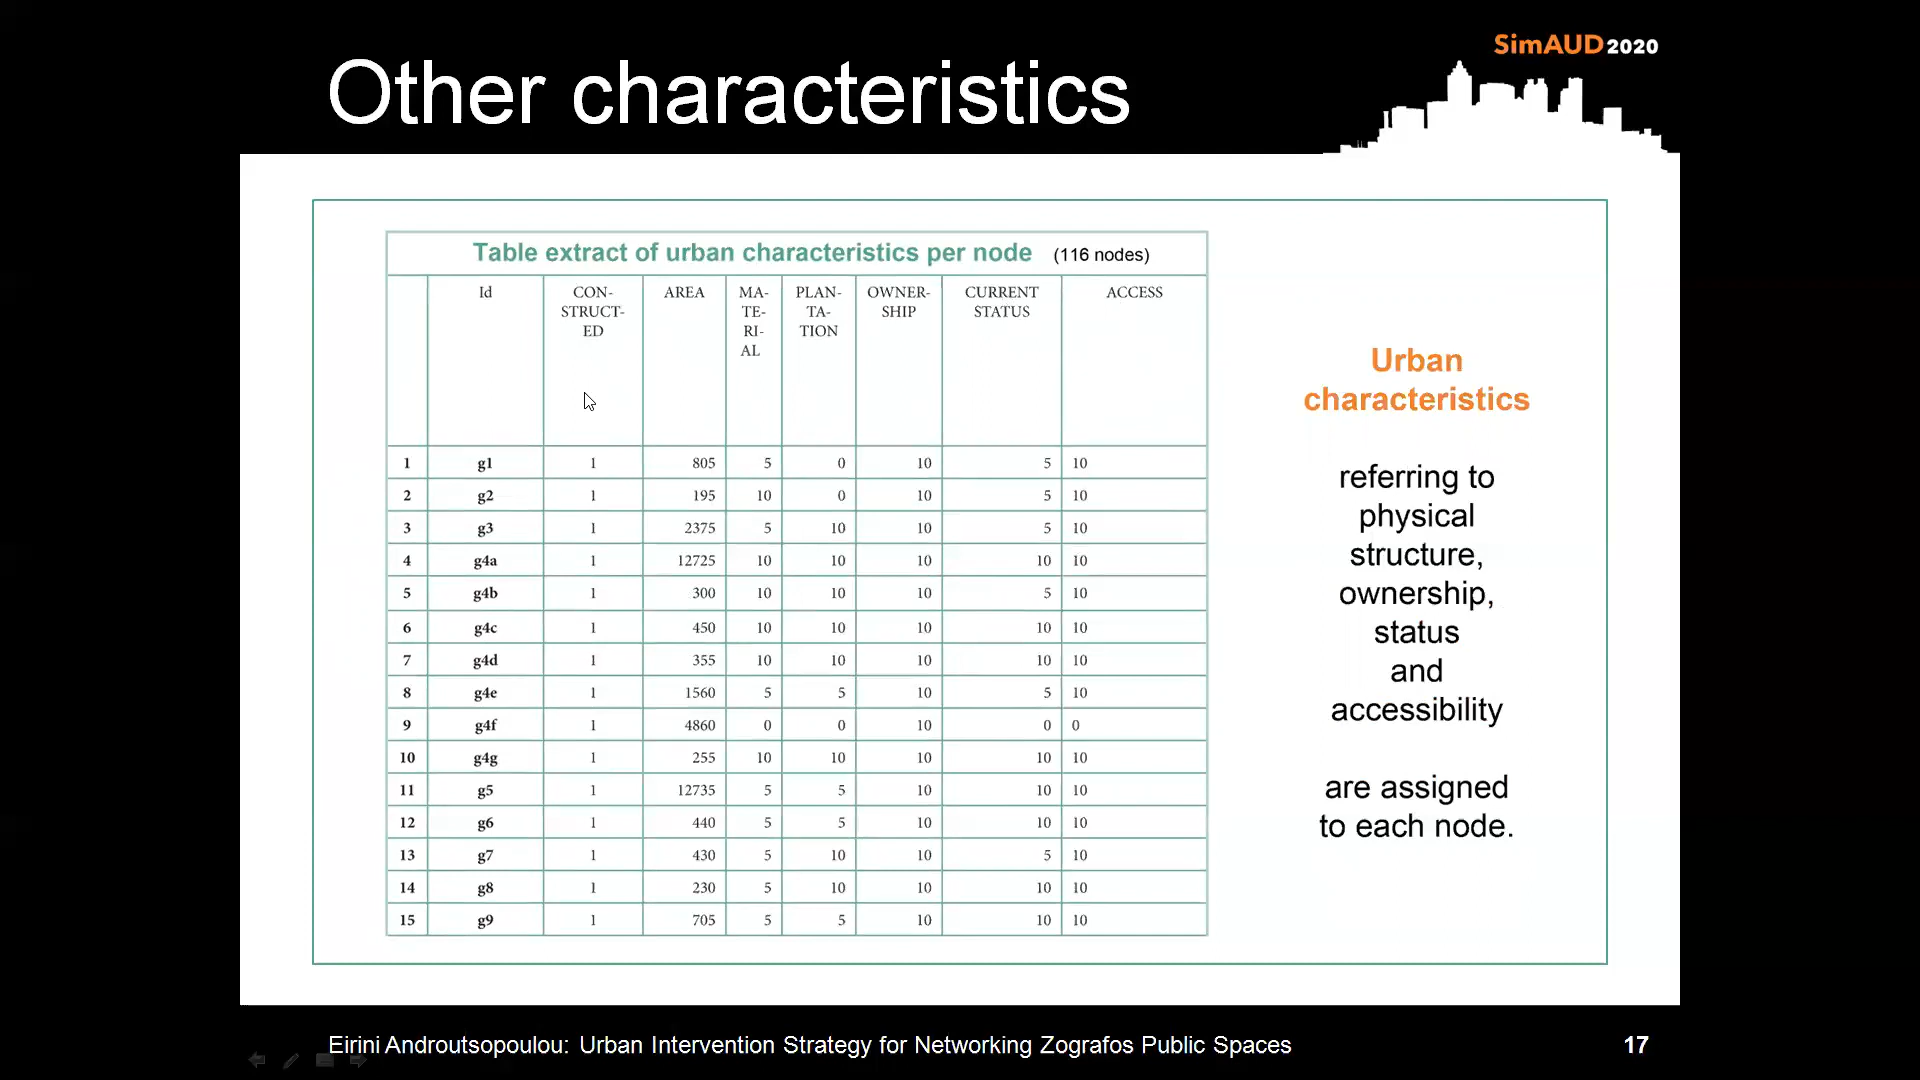 SimAUD2020
Other characteristics
Table extract of urban characteristics per node (116 nodes)
Id CON-STRUCT-ED AREA MA-TE-RI-AL PLAN-TA-TION OWNER-SHIP CURRENT STATUS ACCESS
1 g1 1 805 5 0 10 5 10
2 g2 1 195 10 0 10 5 10
3 g3 1 2375 5 10 10 5 10
4 g4a 1 12725 10 10 10 10 10
5 g4b 1 300 10 10 10 5 10
6 g4c 1 450 10 10 10 10 10
7 g4d 1 355 10 10 10 10 10
8 g4e 1 1560 5 5 10 5 10
9 g4f 1 4860 0 0 10 0 0
10 g4g 1 255 10 10 10 10 10
11 g5 1 12735 5 5 10 10 10
12 g6 1 440 5 5 10 10 10
13 g7 1 430 5 10 10 5 10
14 g8 1 230 5 10 10 10 10
15 g9 1 705 5 5 10 10 10
Urban
characteristics
referring to
physical
structure,
ownership,
status
and
accessibility
are assigned
to each node.
Eirini Androutsopoulou: Urban Intervention Strategy for Networking Zografos Public Spaces
17